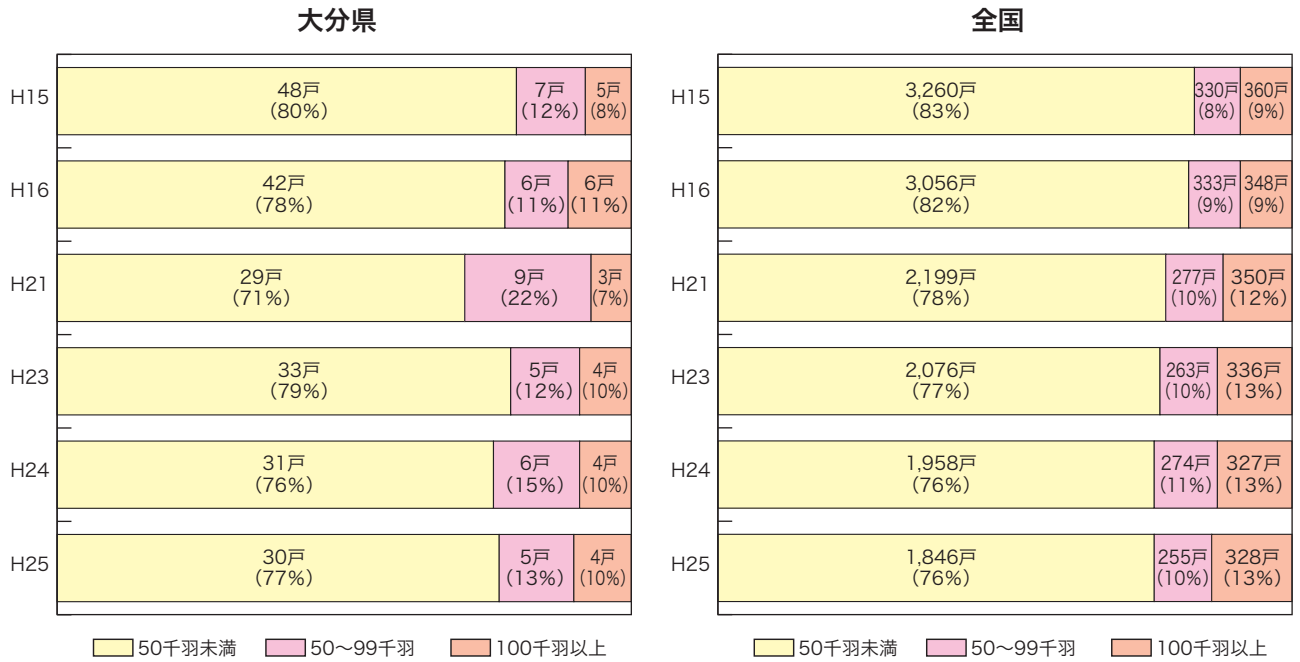 大分県
H15
48戸
(80%)
7戸
(12%)
5戸
(8%)
H16
42戸
(78%)
6戸
(11%)
6戸
(11%)
H21
29戸
(71%)
9戸
(22%)
3戸
(7%)
H23
33戸
(79%)
5戸
(12%)
4戸
(10%)
H24
31戸
(76%)
6戸
(15%)
4戸
(10%)
H25
30戸
(77%)
5戸
(13%)
4戸
(10%)
50千羽未満 50～99千羽 100千羽以上
全国
H15
3,260戸
(83%)
330戸
(8%)
360戸
(9%)
H16
3,056戸
(82%)
333戸
(9%)
348戸
(9%)
H21
2,199戸
(78%)
277戸
(10%)
350戸
(12%)
H23
2,076戸
(77%)
263戸
(10%)
336戸
(13%)
H24
1,958戸
(76%)
274戸
(11%)
327戸
(13%)
H25
1,846戸
(76%)
255戸
(10%)
328戸
(13%)
50千羽未満 50～99千羽 100千羽以上